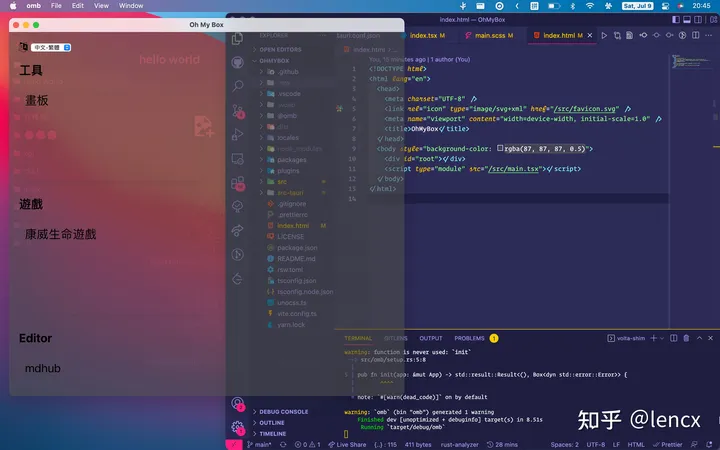 omb File Edit View Window
Sat, Jul 9 20:45
index.html — OhMyBox
Oh My Box
中文-繁體
hello world
工具
畫板
遊戲
康威生命遊戲
Editor
mdhub
EXPLORER
OPEN EDITORS
OHMYBOX
.github
.vscode
@omb
packages
plugins
src
src-tauri
.gitignore
.prettierrc
index.html M
LICENSE
package.json
README.md
rsw.toml
tsconfig.json
tsconfig.node.json
unocss.ts
vite.config.ts
yarn.lock
DEBUG CONSOLE
OUTLINE
TIMELINE
tauri.conf.json
index.tsx M
main.scss M
index.html M
index.html
You, 15 minutes ago | 1 author (You)
1 <!DOCTYPE html>
2 <html lang="en">
3 <head>
4 <meta charset="UTF-8" />
5 <link rel="icon" type="image/svg+xml" href="/src/favicon.svg" />
6 <meta name="viewport" content="width=device-width, initial-scale=1.0" />
7 <title>OhMyBox</title>
8 </head>
9 <body style="background-color: rgba(87, 87, 87, 0.5)">
10 <div id="root"></div>
11 <script type="module" src="/src/main.tsx"></script>
12 </body>
13 </html>
14
TERMINAL GITLENS OUTPUT PROBLEMS 1
volta-shim
warning: function is never used: `init`
src/omb/setup.rs:5:8
5 | pub fn init(app: &mut App) -> std::result::Result<(), Box<dyn std::error::Error>> {
^^^^
= note: `#[warn(dead_code)]` on by default
warning: `omb` (bin "omb") generated 1 warning
Finished dev [unoptimized + debuginfo] target(s) in 8.51s
Running `target/debug/omb`
知乎 @lencx
main* 0 1 Live Share {..} : 115 411 bytes rust-analyzer 28 mins Spaces: 2 UTF-8 LF HTML Prettier